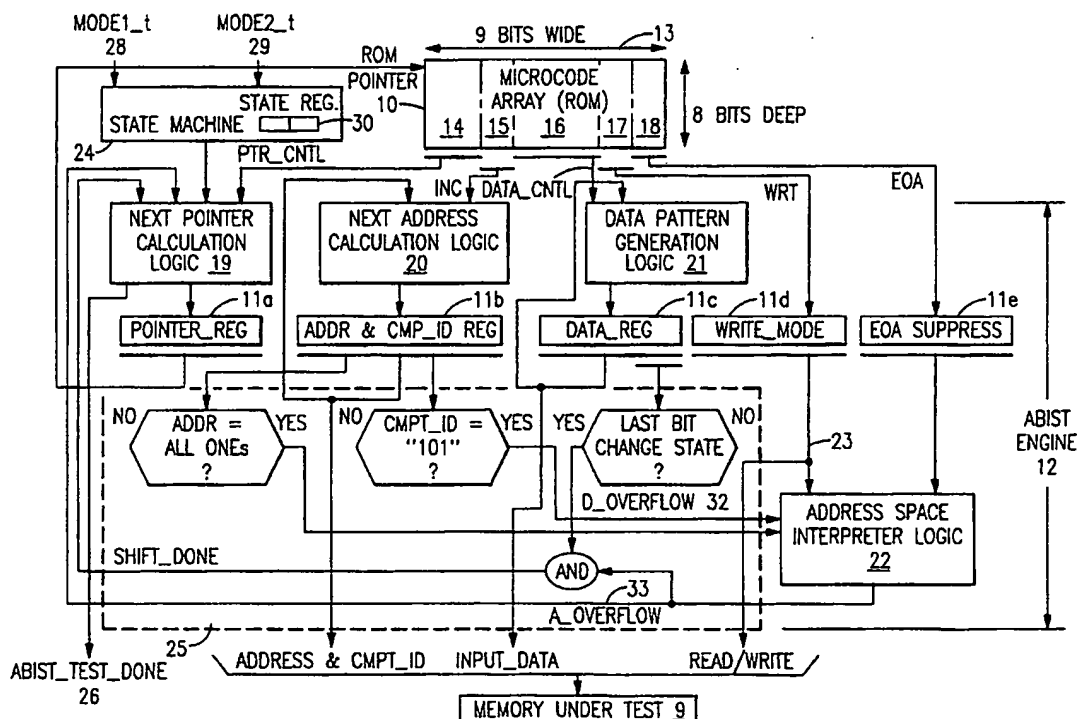 MODE1_t
28
MODE2_t
29
9 BITS WIDE
13
ROM
POINTER
10
MICROCODE
ARRAY (ROM)
14 15 16 17 18
8 BITS DEEP
STATE REG.
STATE MACHINE
30
24
PTR_CNTL
INC
DATA_CNTL
WRT
EOA
NEXT POINTER
CALCULATION
LOGIC 19
NEXT ADDRESS
CALCULATION LOGIC
20
DATA PATTERN
GENERATION
LOGIC 21
11a
11b
11c
11d
11e
POINTER_REG
ADDR & CMP_ID REG
DATA_REG
WRITE_MODE
EOA SUPPRESS
NO
ADDR =
ALL ONEs
?
YES
NO
CMPT_ID =
"101"
?
YES
YES
LAST BIT
CHANGE STATE
?
NO
23
ABIST
ENGINE
12
D_OVERFLOW 32
ADDRESS SPACE
INTERPRETER LOGIC
22
SHIFT_DONE
AND
33
A_OVERFLOW
25
ABIST_TEST_DONE
26
ADDRESS & CMPT_ID
INPUT_DATA
READ/WRITE
MEMORY UNDER TEST 9